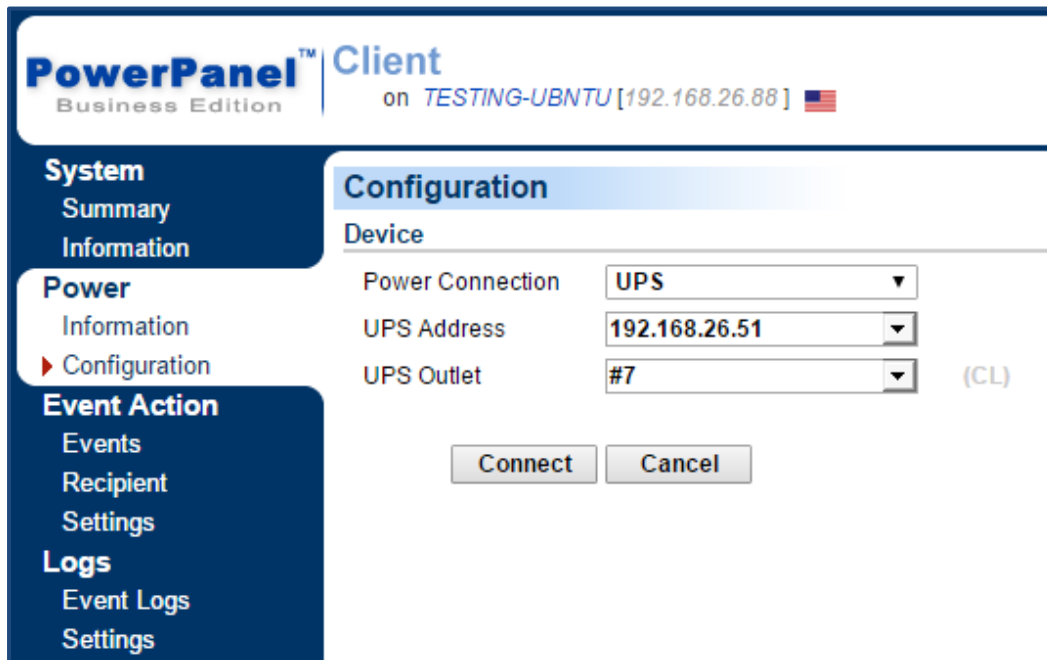 PowerPanel™
Business Edition
Client
on TESTING-UBNTU [192.168.26.88]
System
Summary
Information
Power
Information
Configuration
Event Action
Events
Recipient
Settings
Logs
Event Logs
Settings
Configuration
Device
Power Connection UPS
UPS Address 192.168.26.51
UPS Outlet #7 (CL)
Connect Cancel